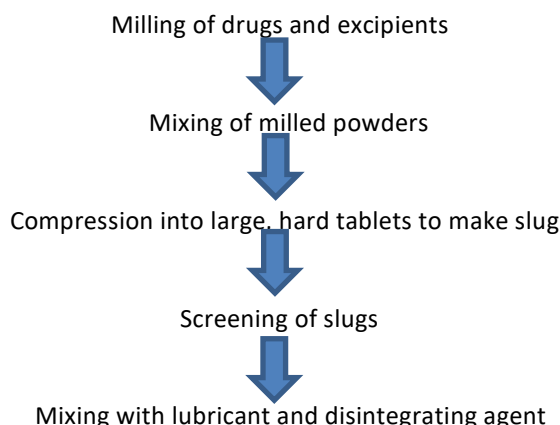 Milling of drugs and excipients
Mixing of milled powders
Compression into large, hard tablets to make slug
Screening of slugs
Mixing with lubricant and disintegrating agent